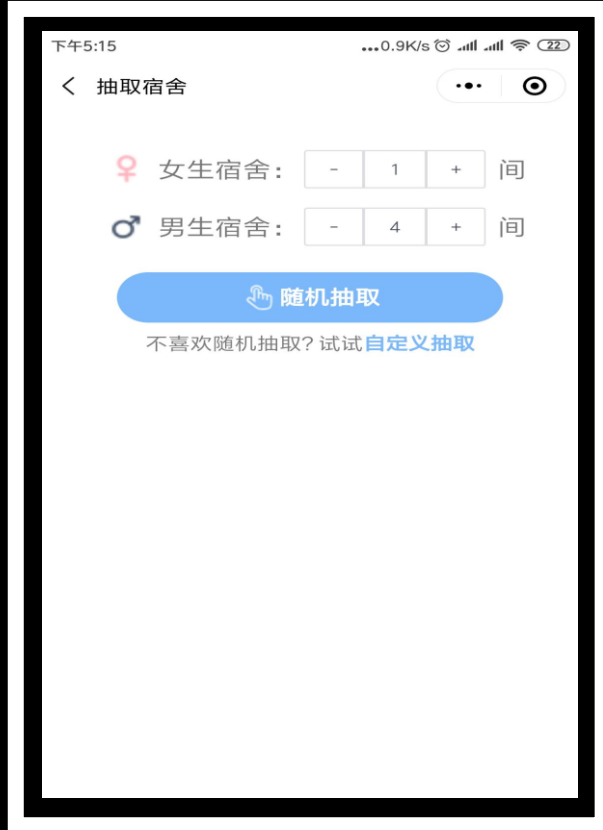 下午5:15 ...0.9K/s 22
抽取宿舍
女生宿舍: - 1 + 间
男生宿舍: - 4 + 间
随机抽取
不喜欢随机抽取?试试自定义抽取